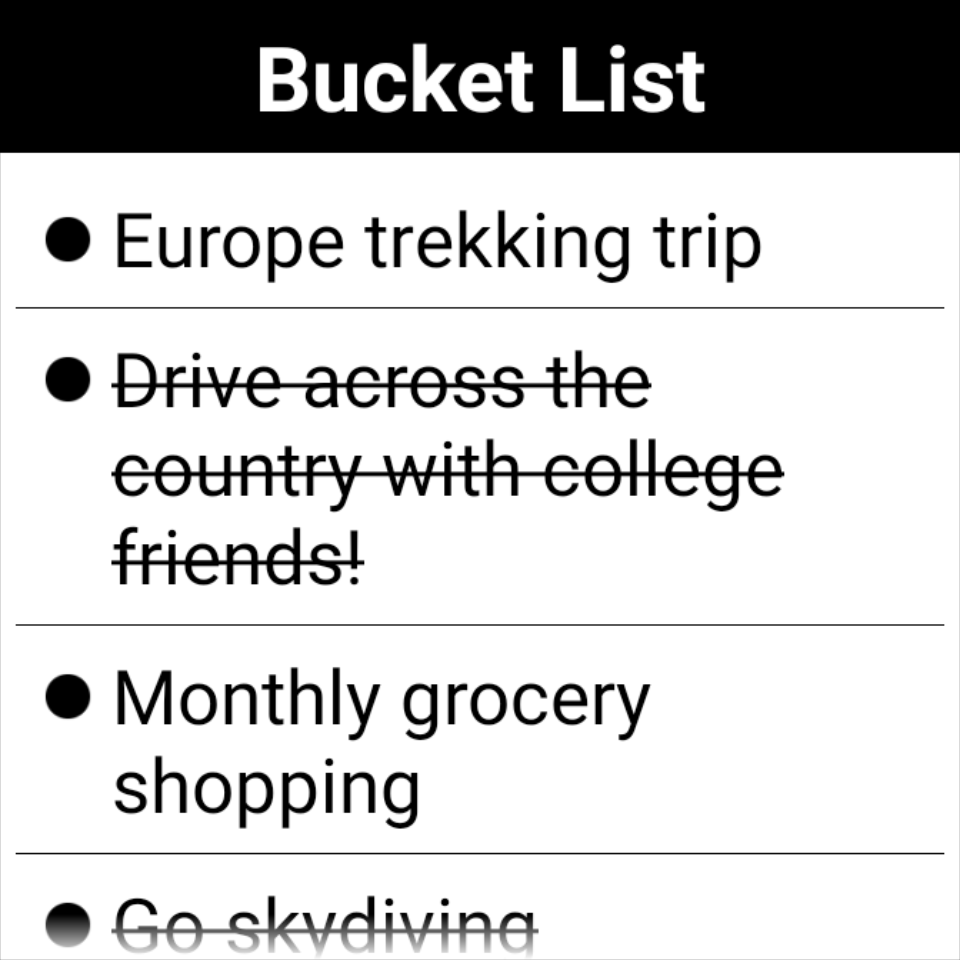 Bucket List
Europe trekking trip
Drive across the
country with college
friends!
Monthly grocery
shopping
Go skydiving